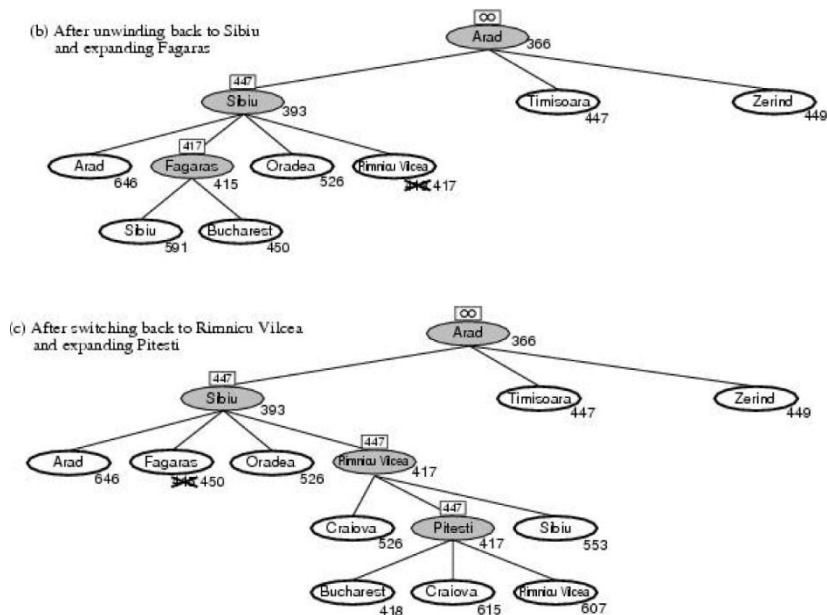 (b) After unwinding back to Sibiu
and expanding Fagaras
∞
Arad
366
447
Sibiu
393
Timisoara
447
Zerind
449
Arad
646
417
Fagaras
415
Oradea
526
Rimnicu Vilcea
417
Sibiu
591
Bucharest
450
(c) After switching back to Rimnicu Vilcea
and expanding Pitesti
∞
Arad
366
447
Sibiu
393
Timisoara
447
Zerind
449
Arad
646
Fagaras
450
Oradea
526
447
Rimnicu Vilcea
417
Craiova
526
447
Pitesti
417
Sibiu
553
Bucharest
418
Craiova
615
Rimnicu Vilcea
607